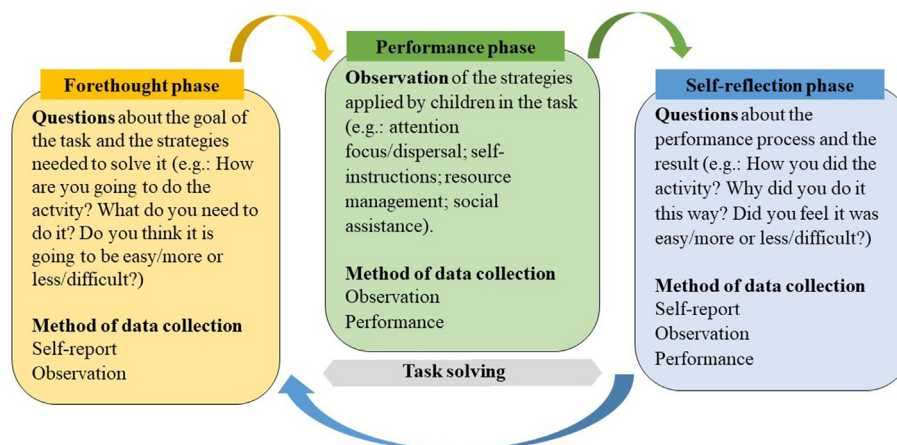 Forethought phase
Questions about the goal of
the task and the strategies
needed to solve it (e.g.: How
are you going to do the
actvity? What do you need to
do it? Do you think it is
going to be easy/more or
less/difficult?)
Method of data collection
Self-report
Observation
Performance phase
Observation of the strategies
applied by children in the task
(e.g.: attention
focus/dispersal; self-
instructions; resource
management; social
assistance).
Method of data collection
Observation
Performance
Task solving
Self-reflection phase
Questions about the
performance process and the
result (e.g.: How you did the
activity? Why did you do it
this way? Did you feel it was
easy/more or less/difficult?)
Method of data collection
Self-report
Observation
Performance